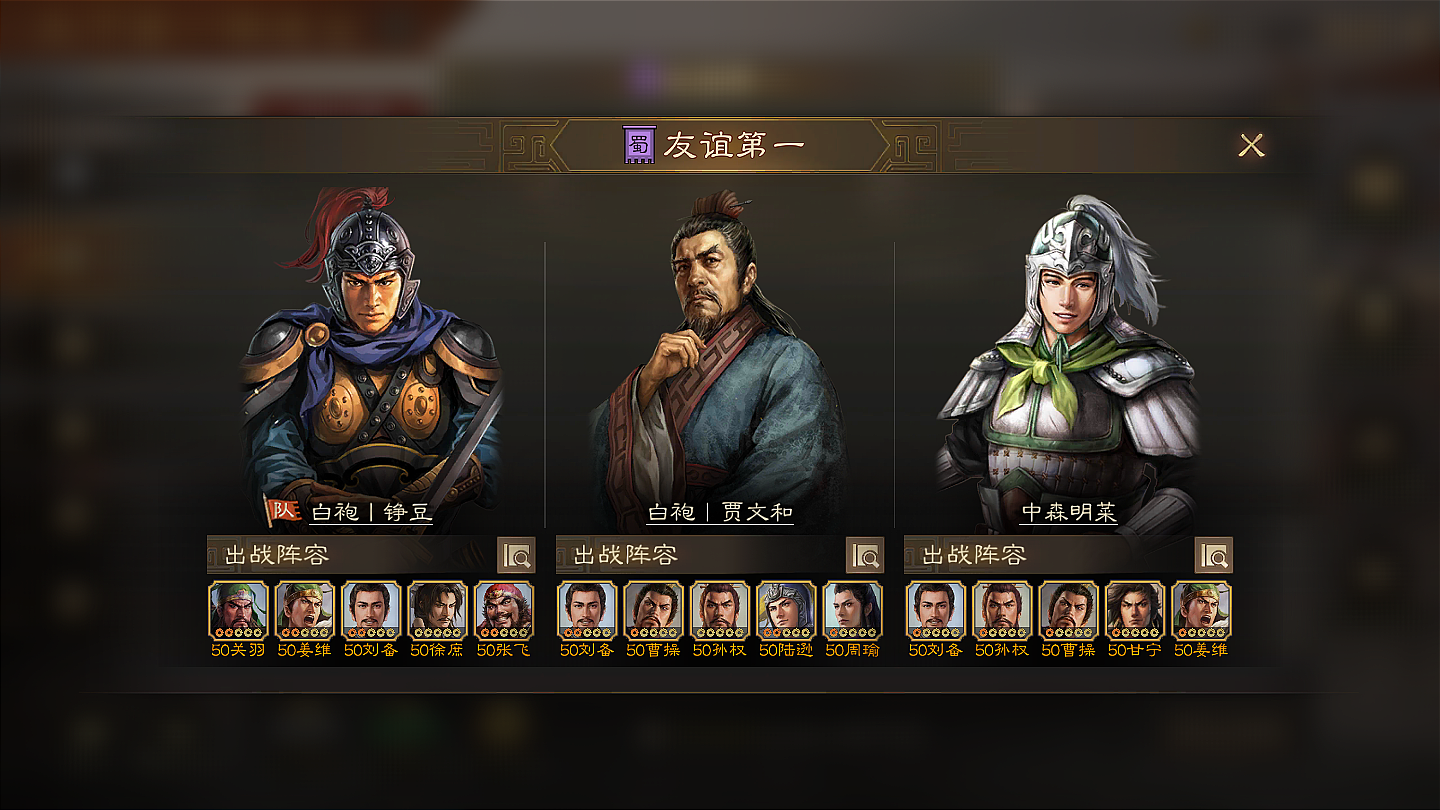 蜀 友谊第一
队 白袍丨铮豆
白袍丨贾文和
中森明菜
出战阵容
50关羽 50姜维 50刘备 50徐庶 50张飞
出战阵容
50刘备 50曹操 50孙权 50陆逊 50周瑜
出战阵容
50刘备 50孙权 50曹操 50甘宁 50姜维